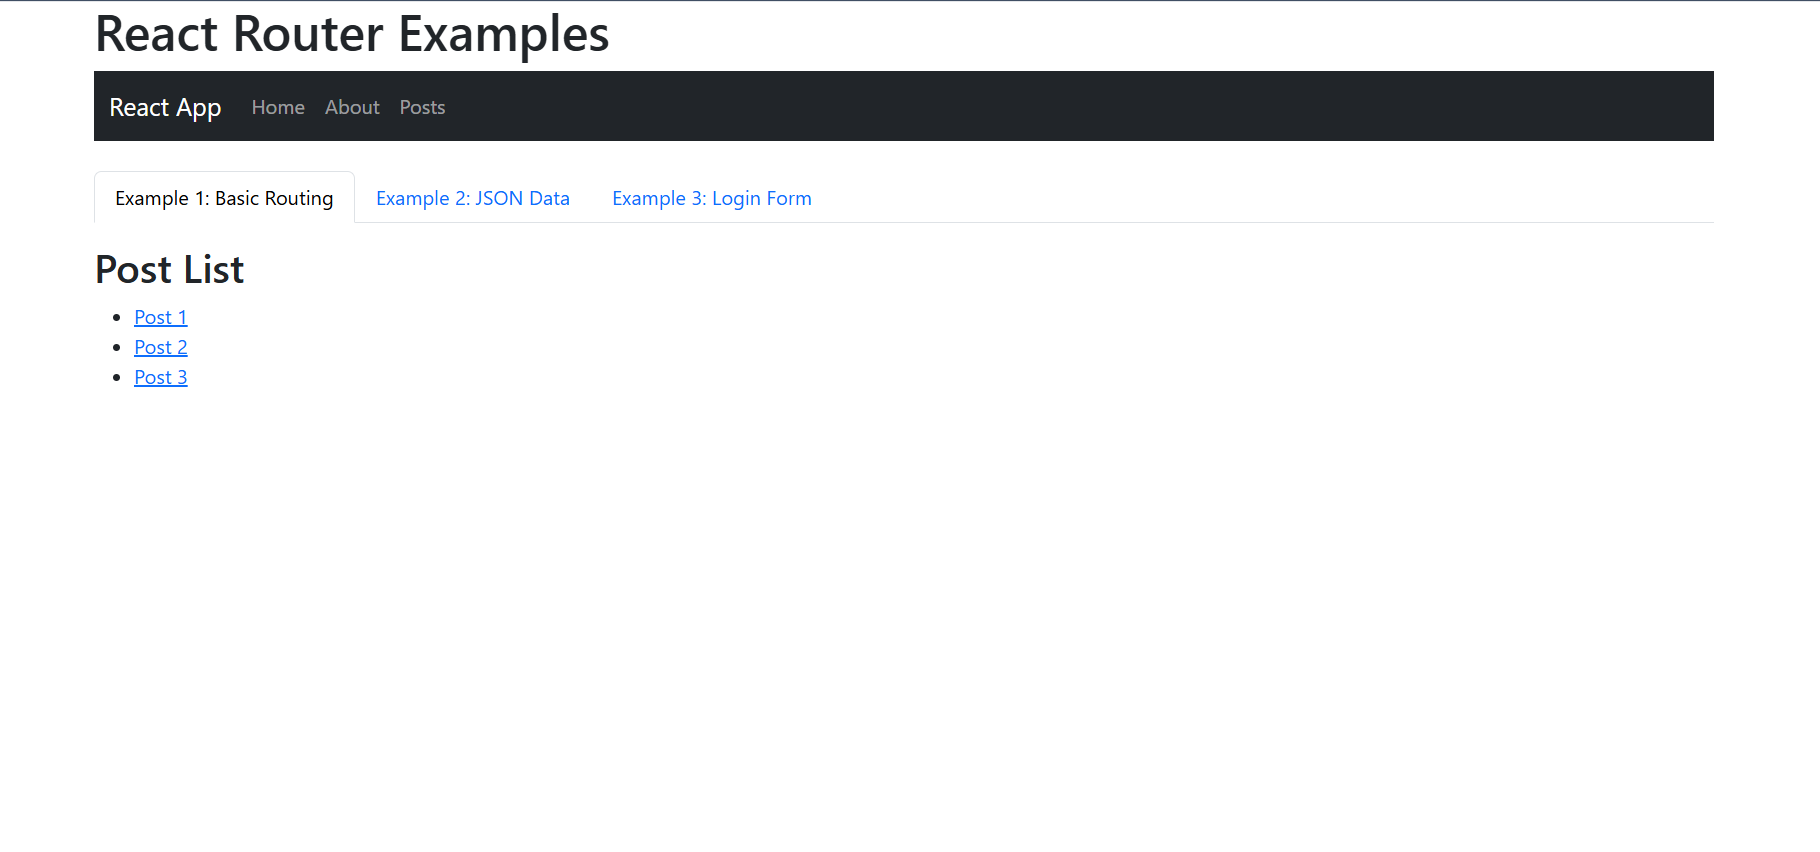 React Router Examples
React App Home About Posts
Example 1: Basic Routing Example 2: JSON Data Example 3: Login Form
Post List
Post 1
Post 2
Post 3